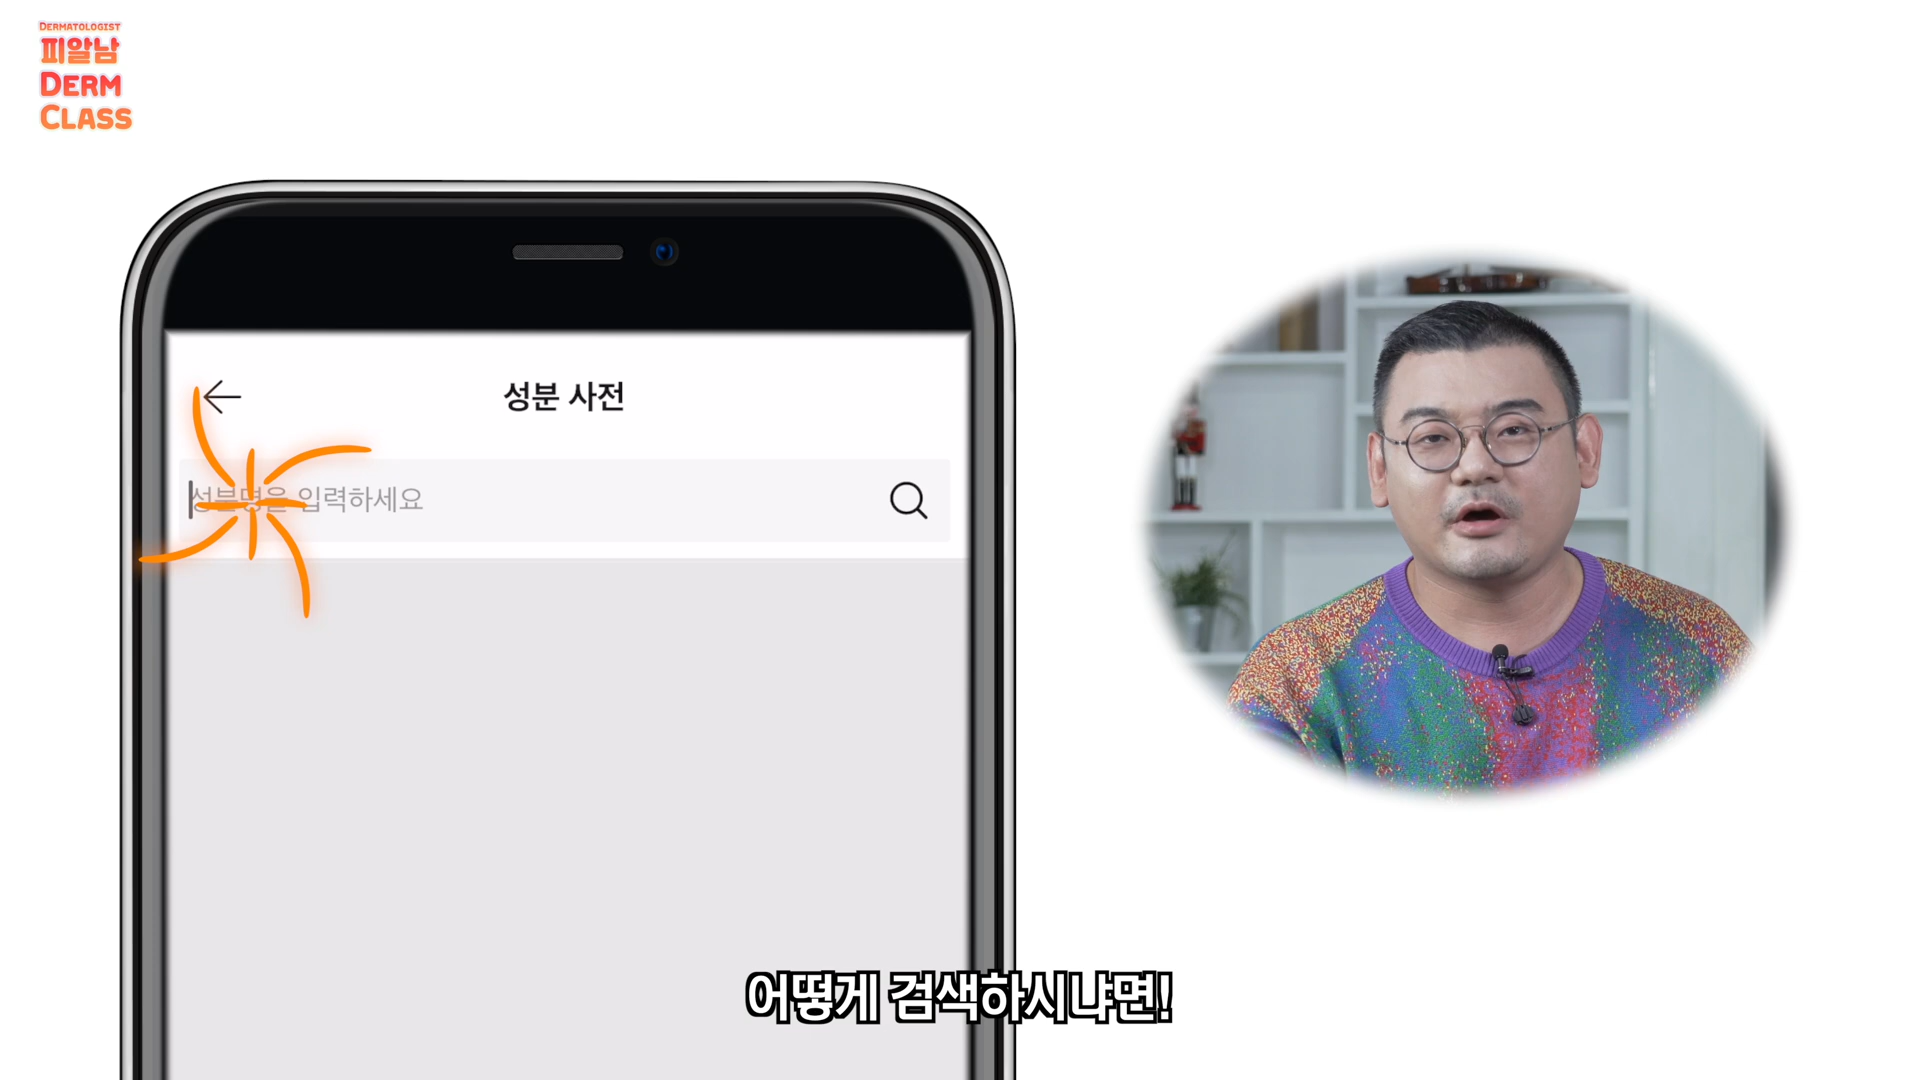 DERMATOLOGIST
피알남
DERM
CLASS
성분 사전
성분명을 입력하세요
어떻게 검색하시냐면!